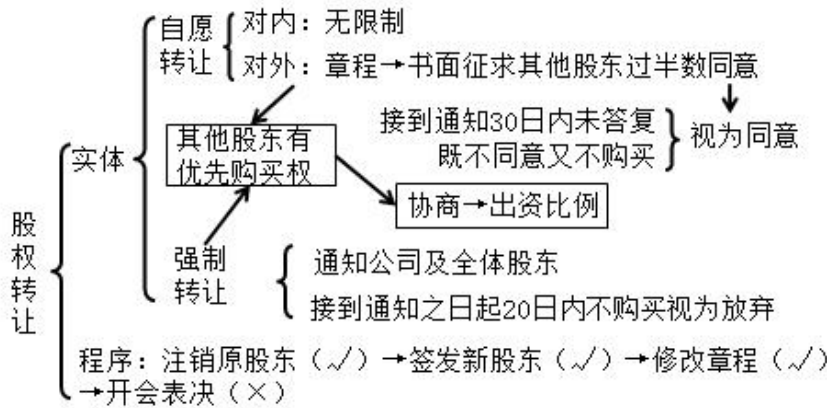 股权转让
实体
自愿
转让
对内：无限制
对外：章程→书面征求其他股东过半数同意
接到通知30日内未答复
既不同意又不购买
视为同意
其他股东有
优先购买权
协商→出资比例
强制
转让
通知公司及全体股东
接到通知之日起20日内不购买视为放弃
程序：注销原股东（√）→签发新股东（√）→修改章程（√）
→开会表决（×）